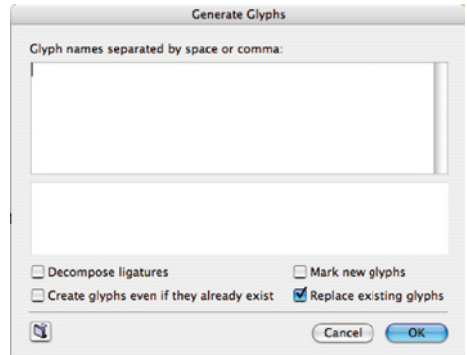 Generate Glyphs
Glyph names separated by space or comma:
Decompose ligatures Mark new glyphs
Create glyphs even if they already exist Replace existing glyphs
Cancel OK